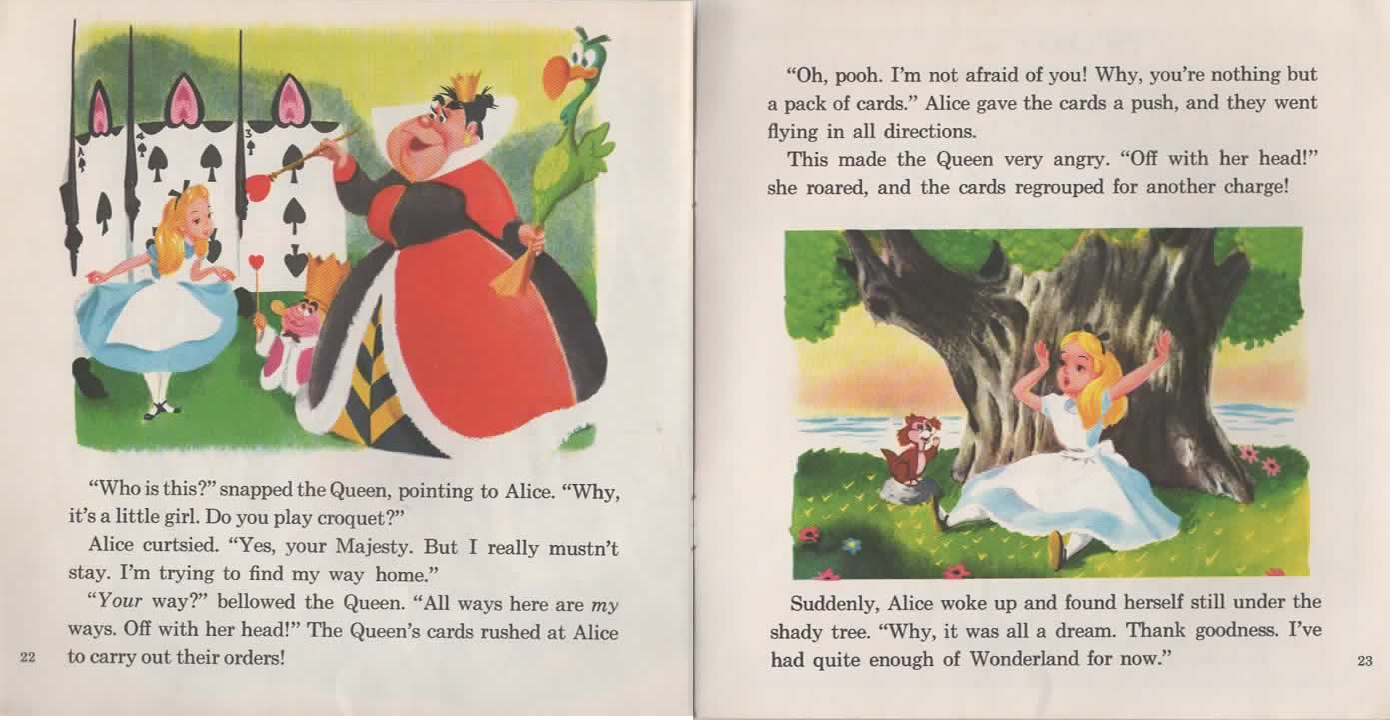 A
4
3
“Who is this?” snapped the Queen, pointing to Alice. “Why,
it’s a little girl. Do you play croquet?”
Alice curtsied. “Yes, your Majesty. But I really mustn’t
stay. I’m trying to find my way home.”
“Your way?” bellowed the Queen. “All ways here are my
ways. Off with her head!” The Queen’s cards rushed at Alice
to carry out their orders!
22
“Oh, pooh. I’m not afraid of you! Why, you’re nothing but
a pack of cards.” Alice gave the cards a push, and they went
flying in all directions.
This made the Queen very angry. “Off with her head!”
she roared, and the cards regrouped for another charge!
Suddenly, Alice woke up and found herself still under the
shady tree. “Why, it was all a dream. Thank goodness. I’ve
had quite enough of Wonderland for now.”
23